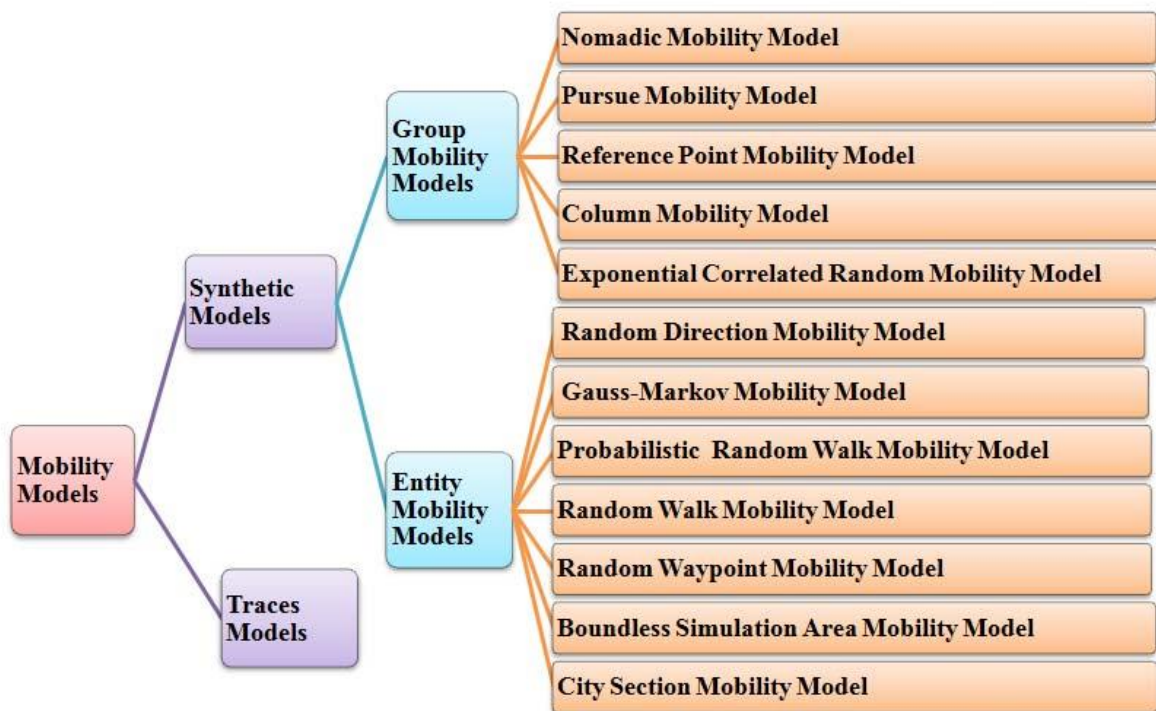 Mobility
Models
Synthetic
Models
Traces
Models
Group
Mobility
Models
Entity
Mobility
Models
Nomadic Mobility Model
Pursue Mobility Model
Reference Point Mobility Model
Column Mobility Model
Exponential Correlated Random Mobility Model
Random Direction Mobility Model
Gauss-Markov Mobility Model
Probabilistic Random Walk Mobility Model
Random Walk Mobility Model
Random Waypoint Mobility Model
Boundless Simulation Area Mobility Model
City Section Mobility Model